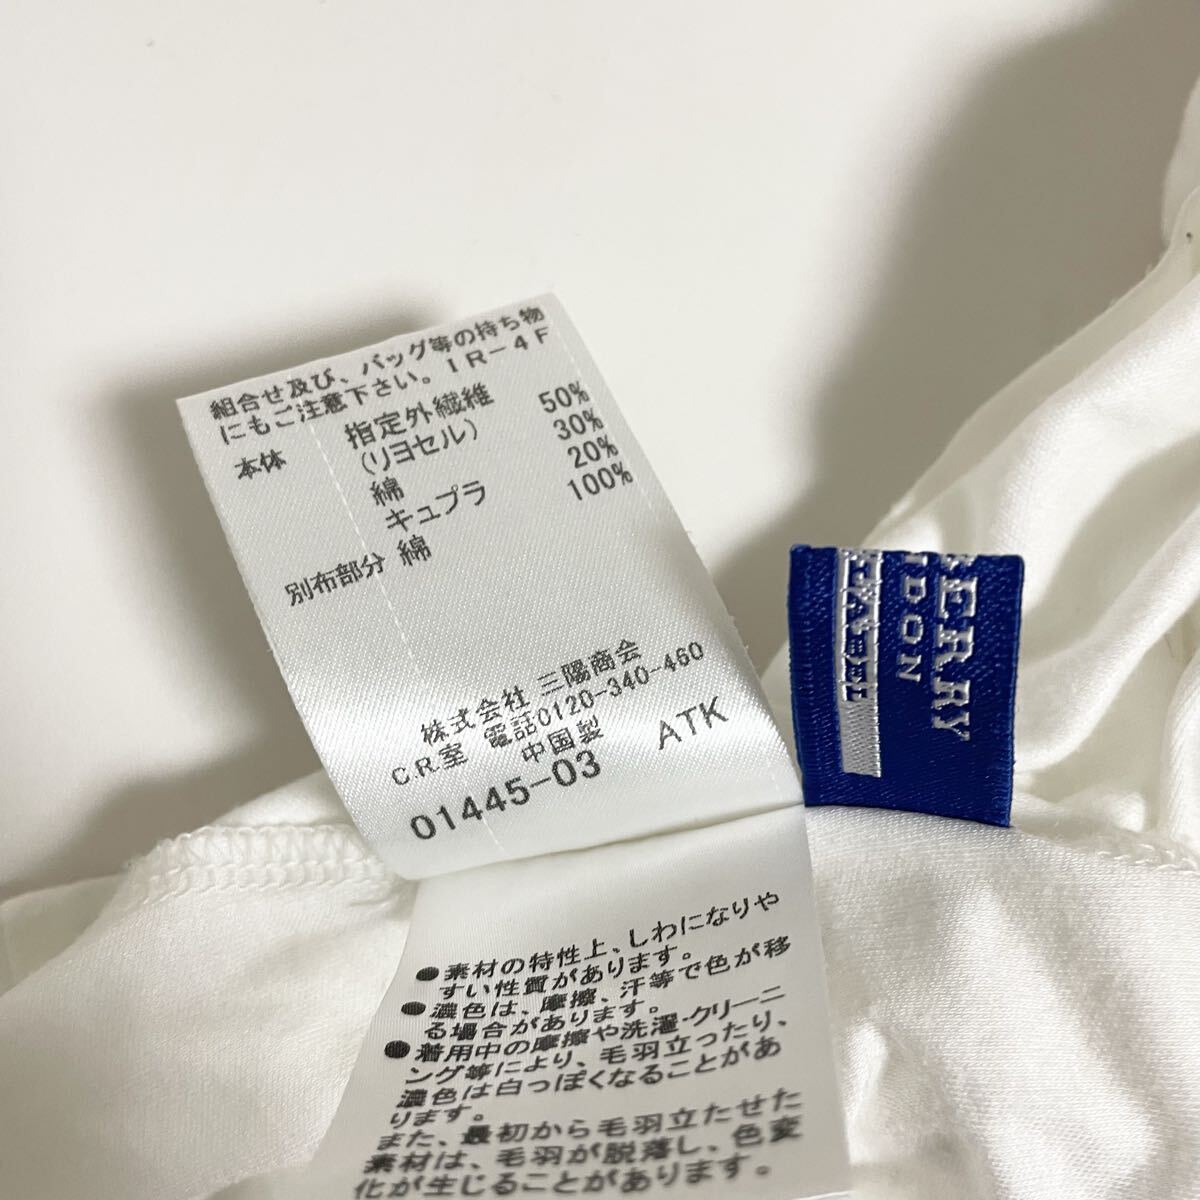 組合せ及び、バッグ等の持ち物
にもご注意下さい。IR-4F
本体 指定外繊維 50%
(リヨセル)
綿 30%
キュプラ 20%
別布部分 綿 100%
株式会社 三陽商会
C.R.室 電話0120-340-460
中国製
01445-03 ATK
BERRY
NDON
●素材の特性上、しわになりや
すい性質があります。
●濃色は、摩擦、汗等で色が移
る場合があります。
●着用中の摩擦や洗濯・クリーニ
ング等により、毛羽立ったり、
濃色は白っぽくなることがあ
ります。
また、最初から毛羽立たせた
素材は、毛羽が脱落し、色変
化が生じることがあります。